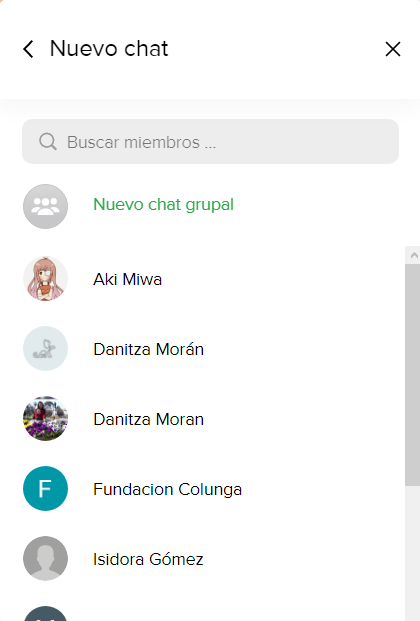 Nuevo chat
Buscar miembros ...
Nuevo chat grupal
Aki Miwa
Danitza Morán
Danitza Moran
F
Fundacion Colunga
Isidora Gómez